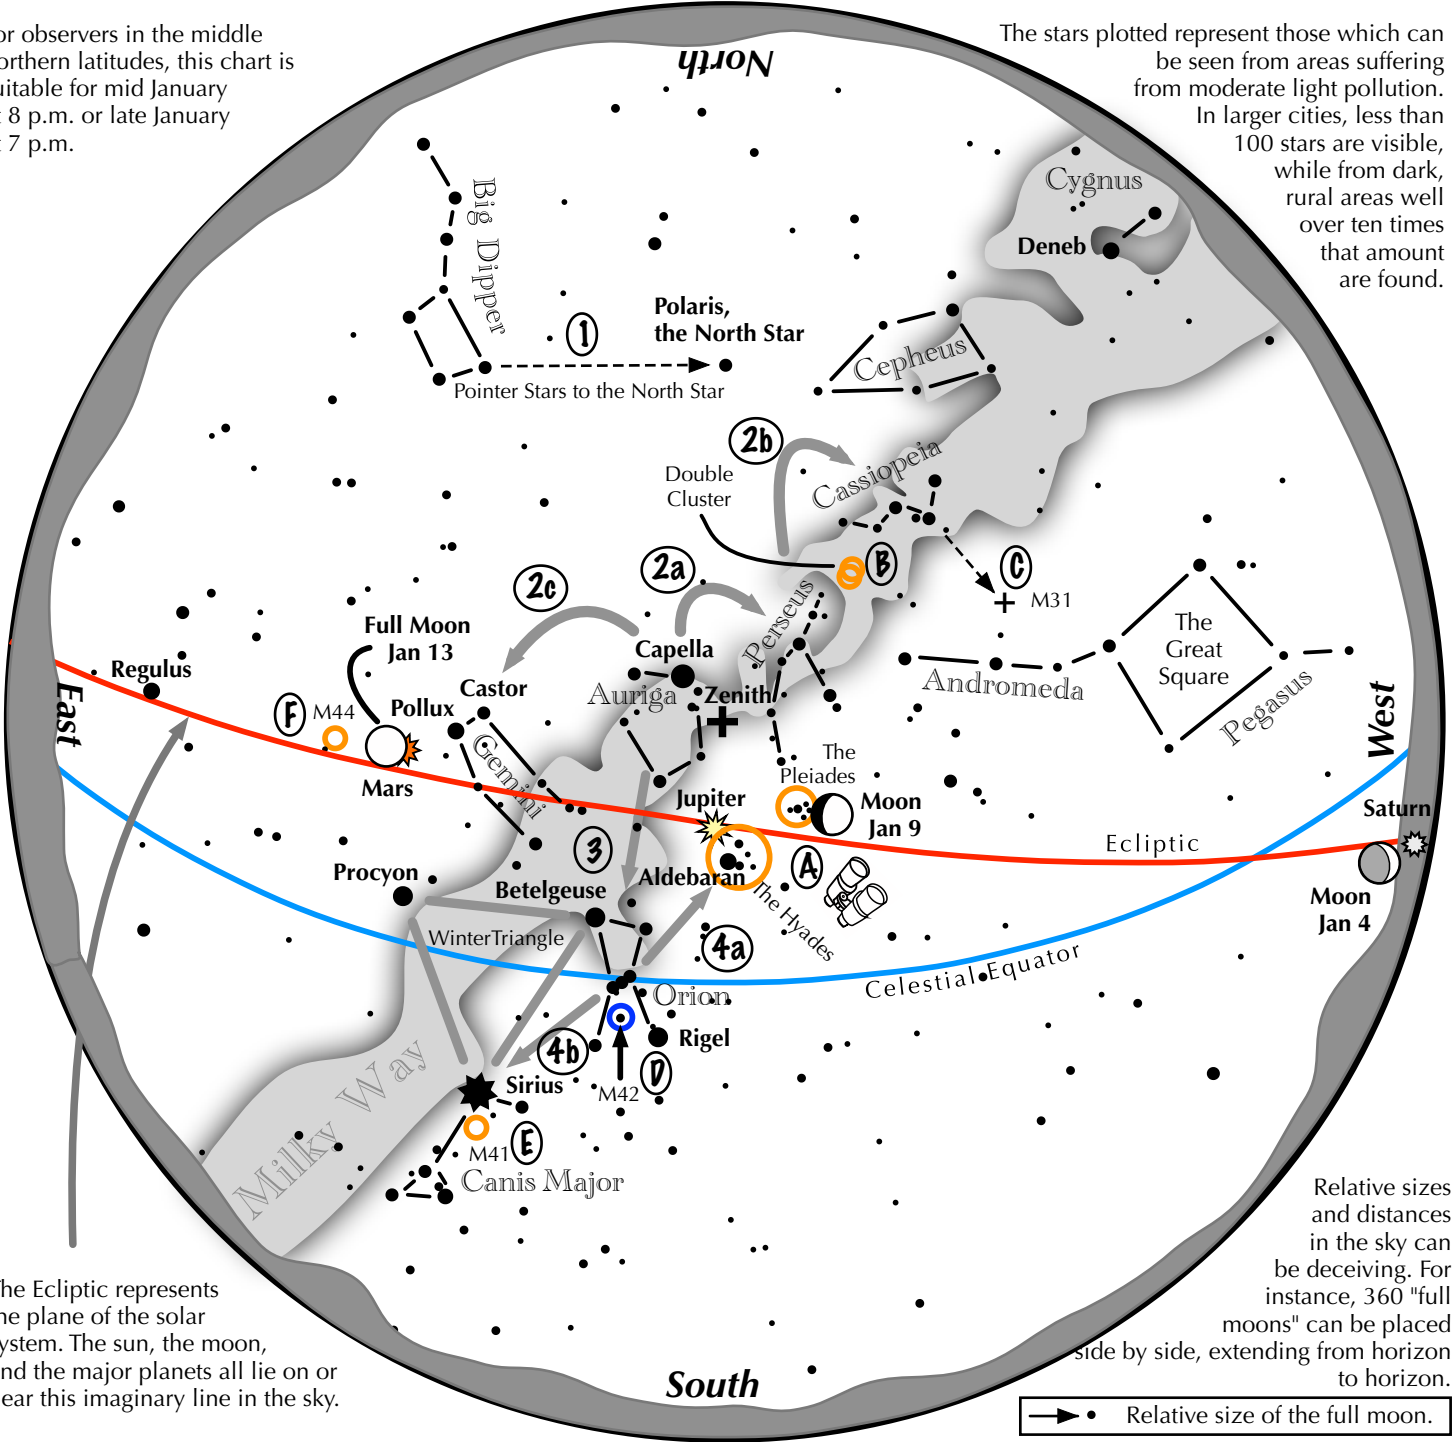 or observers in the middle
orthern latitudes, this chart is
uitable for mid January
t 8 p.m. or late January
t 7 p.m.
The stars plotted represent those which can
be seen from areas suffering
from moderate light pollution.
In larger cities, less than
100 stars are visible,
while from dark,
rural areas well
over ten times
that amount
are found.
North
Cygnus
Deneb
Big Dipper
1
Polaris,
the North Star
Pointer Stars to the North Star
Cepheus
2b
Cassiopeia
Double
Cluster
B
C
M31
2a
2c
Perseus
The
Great
Square
Andromeda
Pegasus
Full Moon
Jan 13
Regulus
Capella
Castor
Auriga
Zenith
Pollux
F
M44
Gemini
Mars
East
West
The
Pleiades
Jupiter
Moon
Jan 9
Saturn
Ecliptic
3
A
Procyon
Betelgeuse
Aldebaran
The Hyades
Moon
Jan 4
WinterTriangle
4a
Celestial Equator
Orion
Rigel
4b
D
M42
Sirius
M41
E
Canis Major
Milky Way
he Ecliptic represents
he plane of the solar
ystem. The sun, the moon,
nd the major planets all lie on or
ear this imaginary line in the sky.
South
Relative sizes
and distances
in the sky can
be deceiving. For
instance, 360 "full
moons" can be placed
side by side, extending from horizon
to horizon.
Relative size of the full moon.